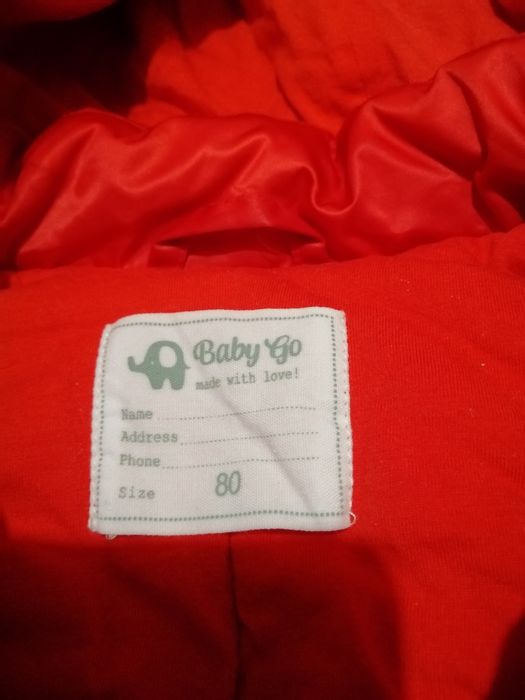 Baby Go
made with love!
Name
Address
Phone
Size 80